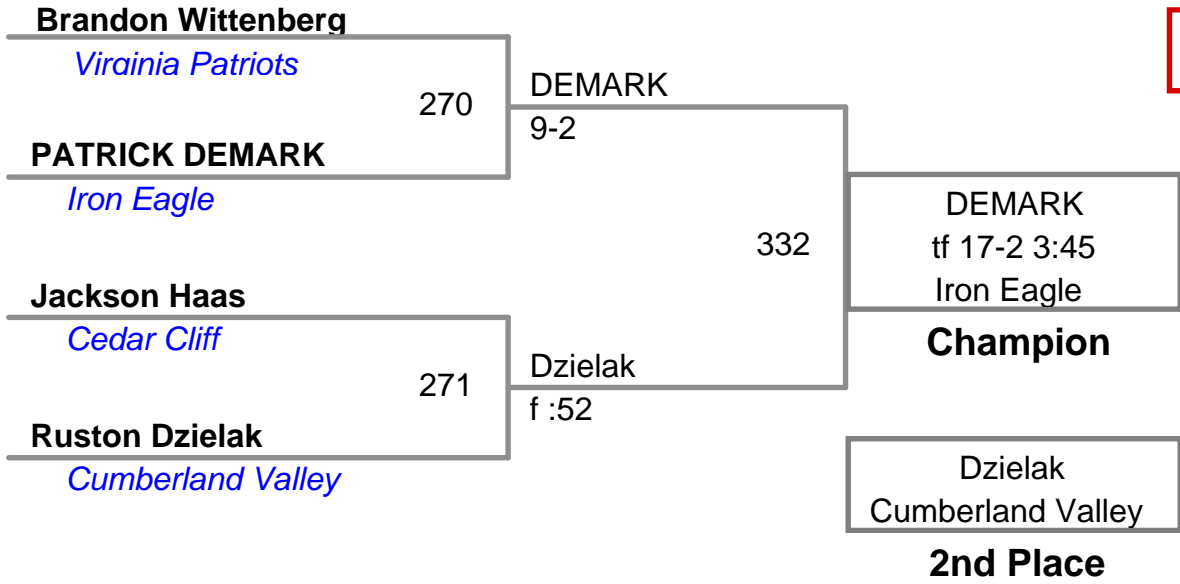 Brandon Wittenberg
Virginia Patriots
270
DEMARK
9-2
PATRICK DEMARK
Iron Eagle
332
DEMARK
tf 17-2 3:45
Iron Eagle
Champion
Jackson Haas
Cedar Cliff
271
Dzielak
f :52
Ruston Dzielak
Cumberland Valley
Dzielak
Cumberland Valley
2nd Place